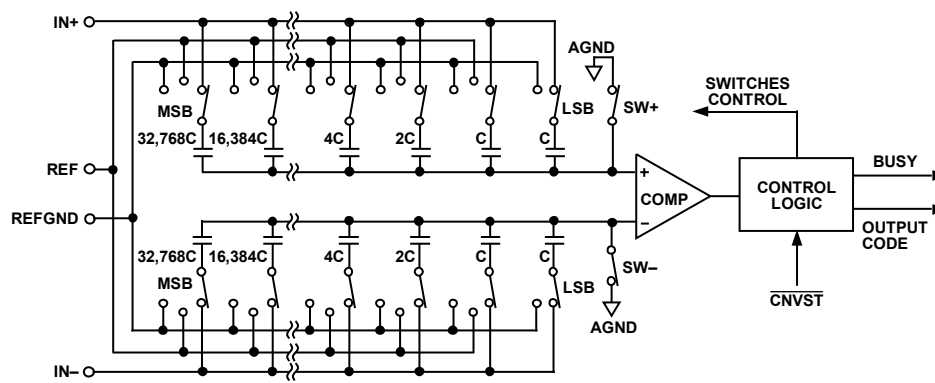 IN+
AGND
SWITCHES
CONTROL
MSB
LSB
SW+
32,768C 16,384C 4C 2C C C
BUSY
REF
+
COMP
CONTROL
LOGIC
REFGND
–
OUTPUT
CODE
32,768C 16,384C 4C 2C C C
SW–
MSB
LSB
CNVST
AGND
IN–